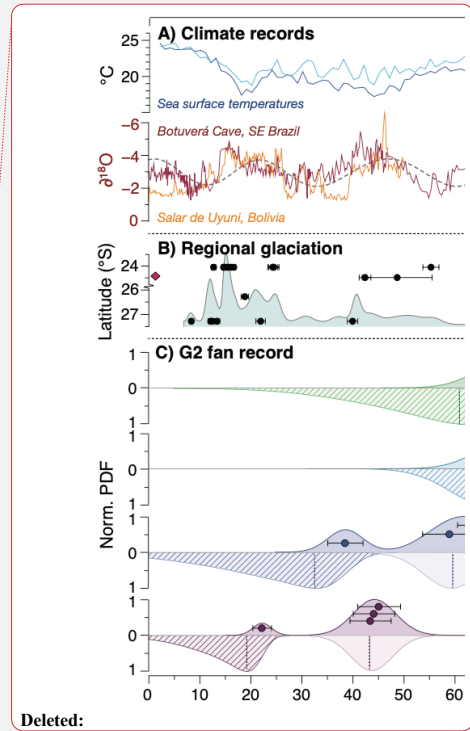 A) Climate records
25
20
°C
Sea surface temperatures
−6
−4
−2
0
∂18O
Botuverá Cave, SE Brazil
Salar de Uyuni, Bolivia
B) Regional glaciation
24
25
26
27
Latitude (°S)
C) G2 fan record
1
0
1
1
0
1
Norm. PDF
1
0
1
1
0
1
0 10 20 30 40 50 60
Deleted: